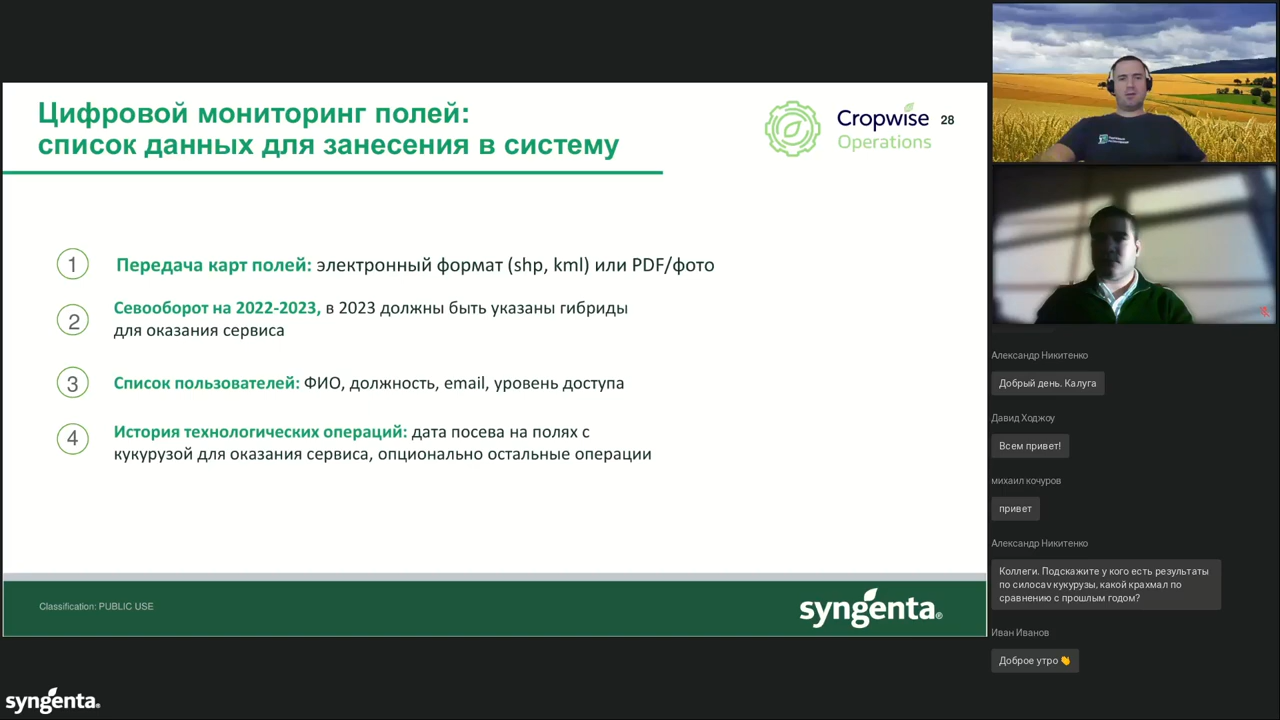 Цифровой мониторинг полей:
список данных для занесения в систему
Cropwise
Operations
28
1
Передача карт полей: электронный формат (shp, kml) или PDF/фото
2
Севооборот на 2022-2023, в 2023 должны быть указаны гибриды
для оказания сервиса
3
Список пользователей: ФИО, должность, email, уровень доступа
4
История технологических операций: дата посева на полях с
кукурузой для оказания сервиса, опционально остальные операции
Classification: PUBLIC USE
syngenta®
syngenta®
Александр Никитенко
Добрый день. Калуга
Давид Ходжоу
Всем привет!
михаил кочуров
привет
Александр Никитенко
Коллеги. Подскажите у кого есть результаты
по силосау кукурузы, какой крахмал по
сравнению с прошлым годом?
Иван Иванов
Доброе утро 👏